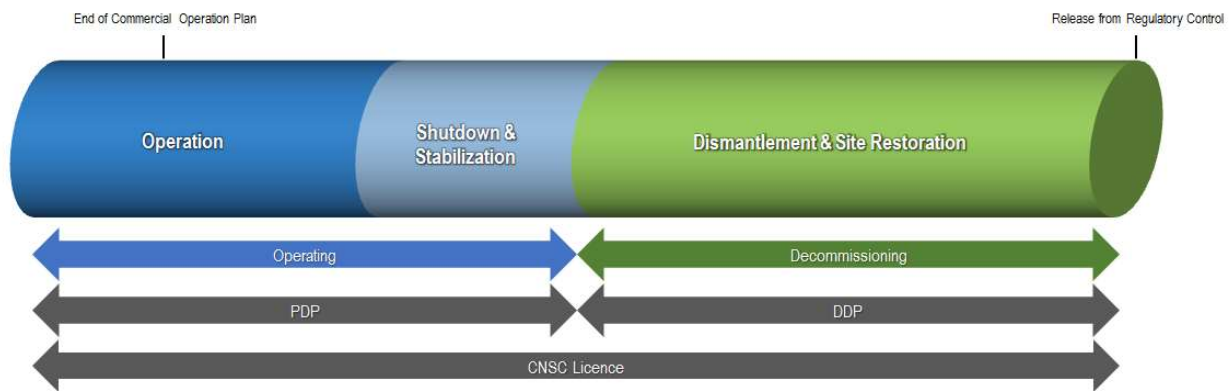 End of Commercial Operation Plan
Release from Regulatory Control
Operation
Shutdown &
Stabilization
Dismantlement & Site Restoration
Operating
Decommissioning
PDP
DDP
CNSC Licence